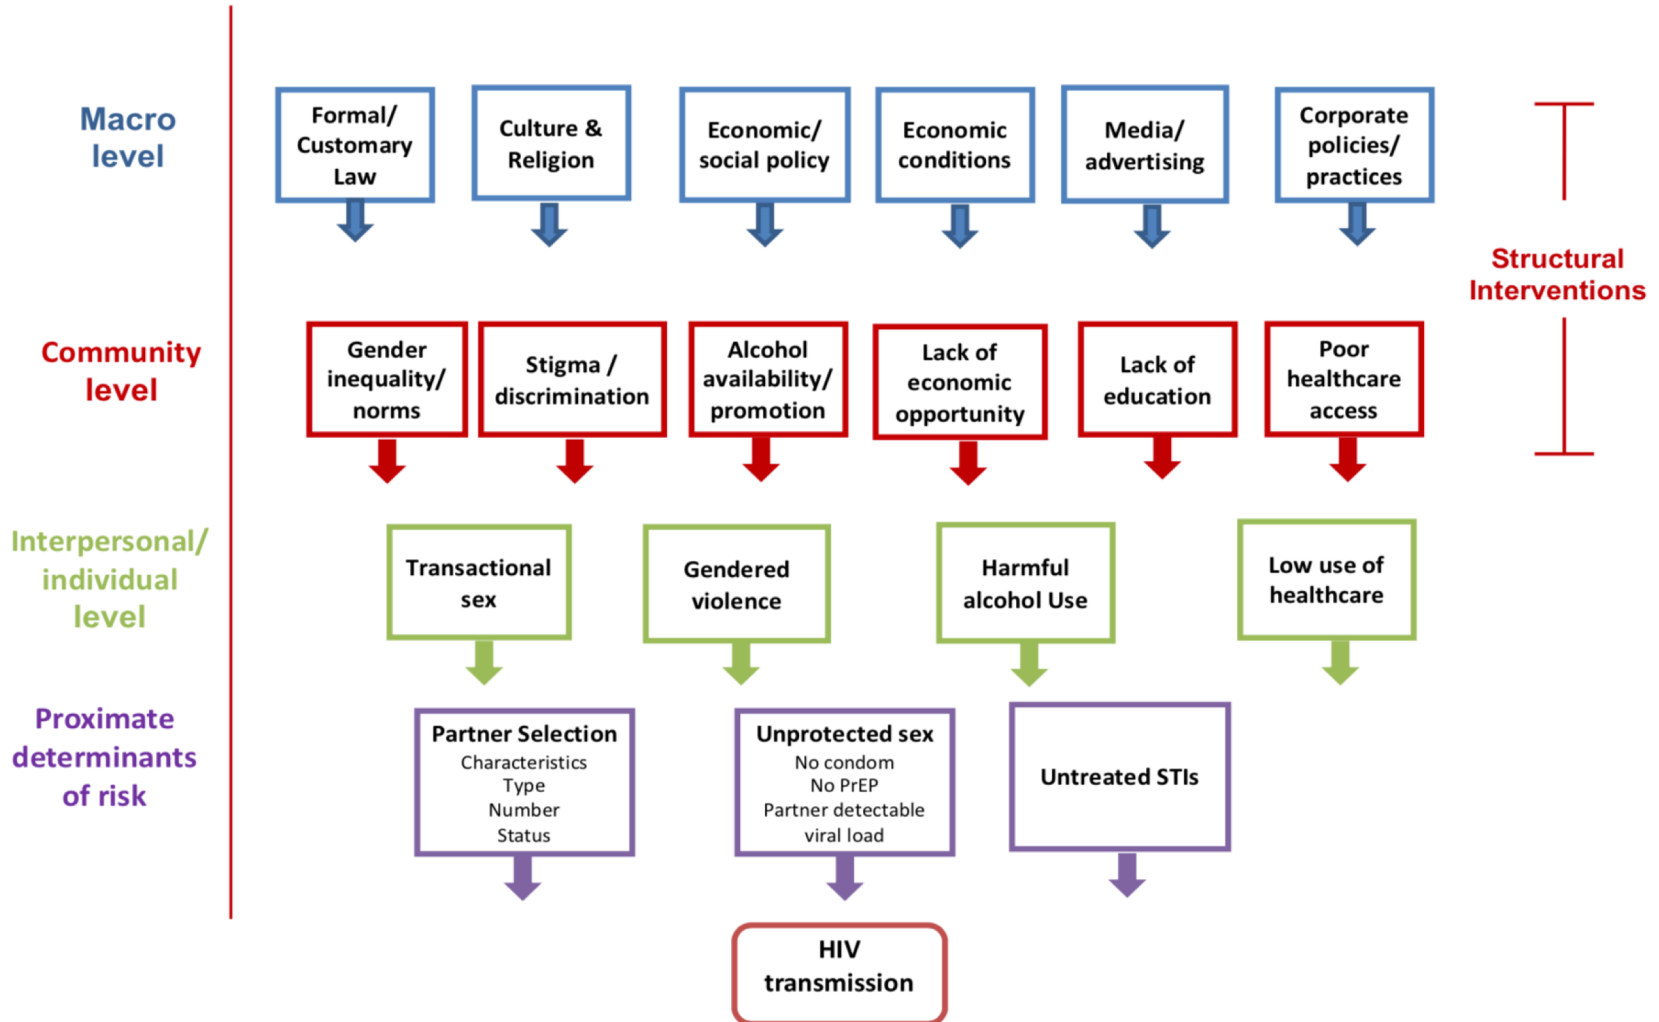 Macro
level
Formal/
Customary
Law
Culture &
Religion
Economic/
social policy
Economic
conditions
Media/
advertising
Corporate
policies/
practices
Structural
Interventions
Community
level
Gender
inequality/
norms
Stigma /
discrimination
Alcohol
availability/
promotion
Lack of
economic
opportunity
Lack of
education
Poor
healthcare
access
Interpersonal/
individual
level
Transactional
sex
Gendered
violence
Harmful
alcohol Use
Low use of
healthcare
Proximate
determinants
of risk
Partner Selection
Characteristics
Type
Number
Status
Unprotected sex
No condom
No PrEP
Partner detectable
viral load
Untreated STIs
HIV
transmission